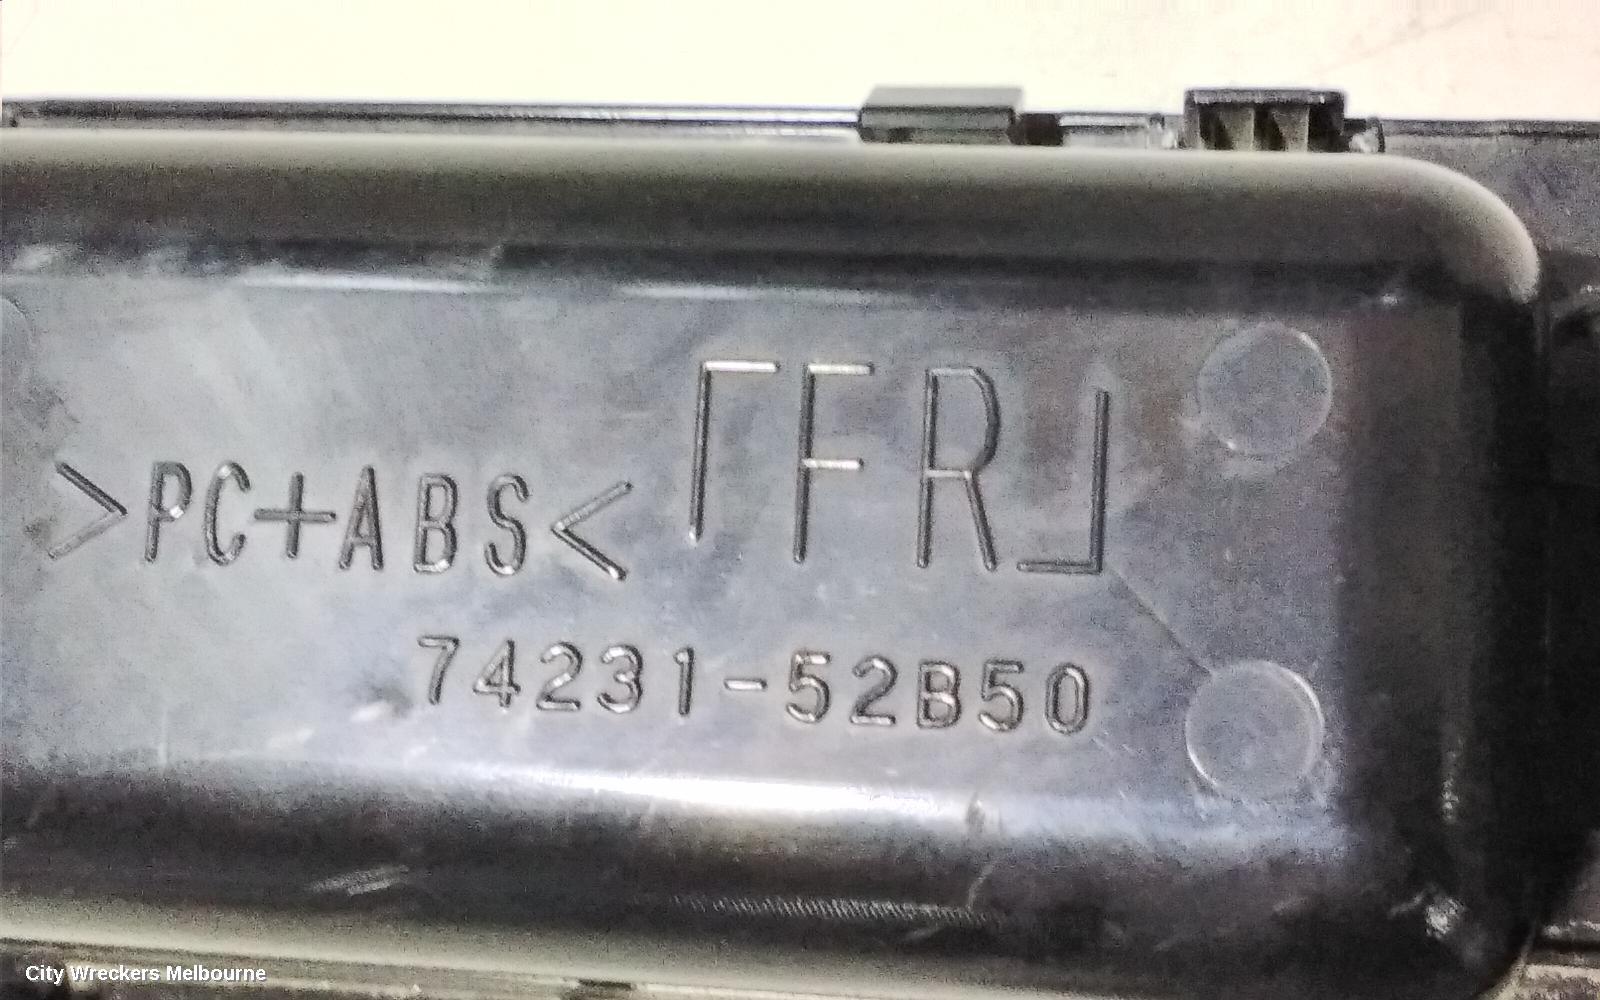 >PC+ABS< 「FR」
74231-52B50
City Wreckers Melbourne